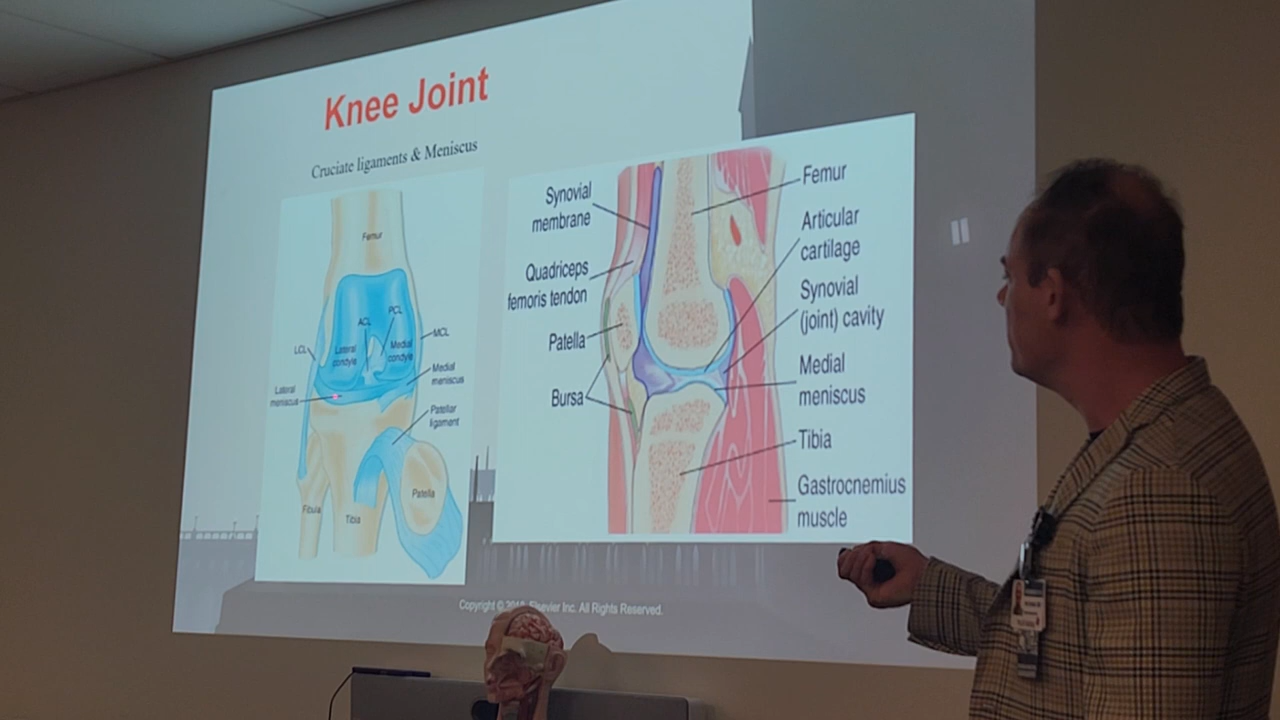 Knee Joint
Cruciate ligaments & Meniscus
Femur
ACL
PCL
MCL
LCL
Lateral
condyle
Medial
condyle
Medial
meniscus
Lateral
meniscus
Patellar
ligament
Patella
Fibula
Tibia
Synovial
membrane
Quadriceps
femoris tendon
Patella
Bursa
Femur
Articular
cartilage
Synovial
(joint) cavity
Medial
meniscus
Tibia
Gastrocnemius
muscle
Copyright © Elsevier Inc. All Rights Reserved.